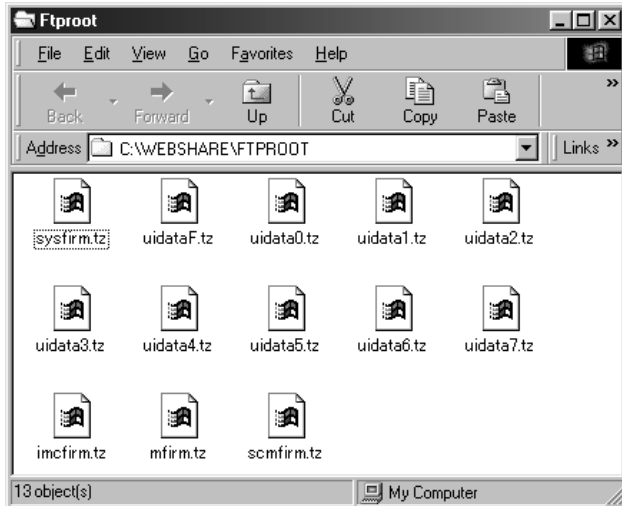 Ftproot
File Edit View Go Favorites Help
Back Forward Up Cut Copy Paste »
Address C:\WEBSHARE\FTPROOT Links »
sysfirm.tz uidataF.tz uidata0.tz uidata1.tz uidata2.tz
uidata3.tz uidata4.tz uidata5.tz uidata6.tz uidata7.tz
imcfirm.tz mfirm.tz scmfirm.tz
13 object(s) My Computer